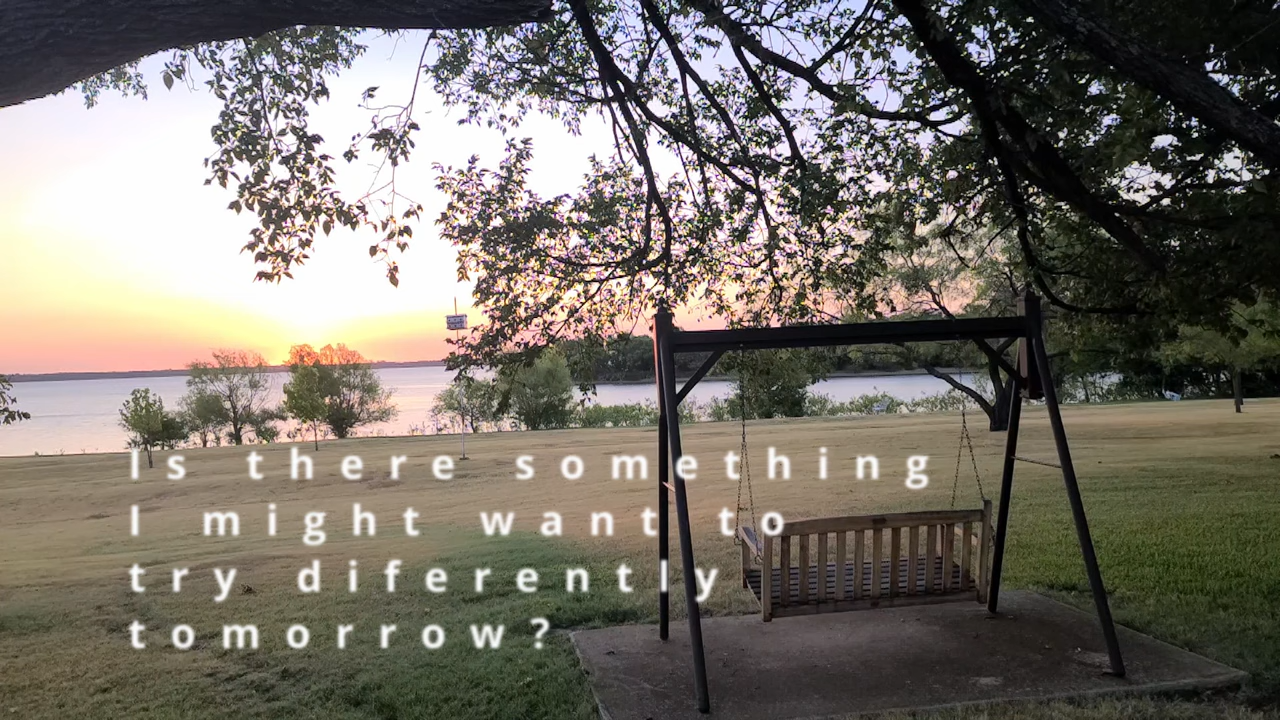 Is there something
I might want to
try diferently
tomorrow?